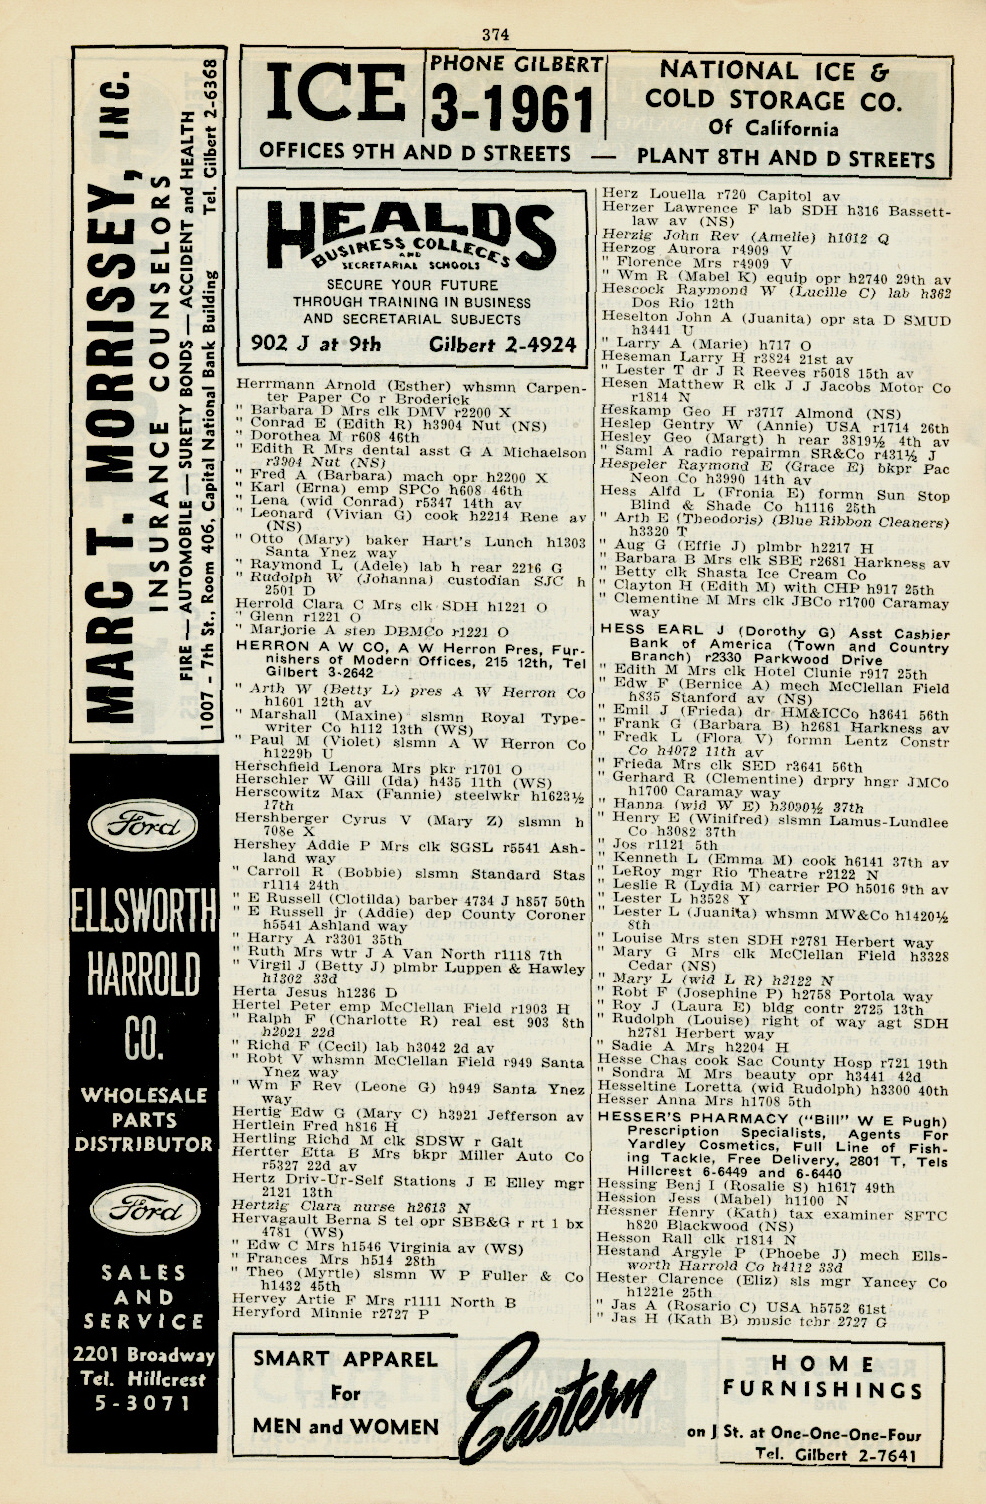 374
MARC T. MORRISSEY, INC.
INSURANCE COUNSELORS
FIRE — AUTOMOBILE — SURETY BONDS — ACCIDENT and HEALTH
1007 - 7th St., Room 406, Capital National Bank Building Tel. Gilbert 2-6368
ICE
PHONE GILBERT
3-1961
NATIONAL ICE &
COLD STORAGE CO.
Of California
OFFICES 9TH AND D STREETS — PLANT 8TH AND D STREETS
HEALDS
BUSINESS COLLEGES
AND
SECRETARIAL SCHOOLS
SECURE YOUR FUTURE
THROUGH TRAINING IN BUSINESS
AND SECRETARIAL SUBJECTS
902 J at 9th Gilbert 2-4924
Herrmann Arnold (Esther) whsmn Carpen-
ter Paper Co r Broderick
" Barbara D Mrs clk DMV r2200 X
" Conrad E (Edith R) h3904 Nut (NS)
" Dorothea M r608 46th
" Edith R Mrs dental asst G A Michaelson
r3904 Nut (NS)
" Fred A (Barbara) mach opr h2200 X
" Karl (Erna) emp SPCo h608 46th
" Lena (wid Conrad) r5347 14th av
" Leonard (Vivian G) cook h2214 Rene av
(NS)
" Otto (Mary) baker Hart's Lunch h1303
Santa Ynez way
" Raymond L (Adele) lab h rear 2216 G
" Rudolph W (Johanna) custodian SJC h
2501 D
Herrold Clara C Mrs clk SDH h1221 O
" Glenn r1221 O
" Marjorie A sten DBMCo r1221 O
HERRON A W CO, A W Herron Pres, Fur-
nishers of Modern Offices, 215 12th, Tel
Gilbert 3-2642
" Arth W (Betty L) pres A W Herron Co
h1601 12th av
" Marshall (Maxine) slsmn Royal Type-
writer Co h112 13th (WS)
" Paul M (Violet) slsmn A W Herron Co
h1229b U
Herschfield Lenora Mrs pkr r1701 O
Herschler W Gill (Ida) h435 11th (WS)
Herscowitz Max (Fannie) steelwkr h1623½
17th
Hershberger Cyrus V (Mary Z) slsmn h
708e X
Hershey Addie P Mrs clk SGSL r5541 Ash-
land way
" Carroll R (Bobbie) slsmn Standard Stas
r1114 24th
" E Russell (Clotilda) barber 4734 J h857 50th
" E Russell jr (Addie) dep County Coroner
h5541 Ashland way
" Harry A r3301 35th
" Ruth Mrs wtr J A Van North r1118 7th
" Virgil J (Betty J) plmbr Luppen & Hawley
h1302 33d
Herta Jesus h1236 D
Hertel Peter emp McClellan Field r1903 H
" Ralph F (Charlotte R) real est 903 8th
h2021 22d
" Richd F (Cecil) lab h3042 2d av
" Robt V whsmn McClellan Field r949 Santa
Ynez way
" Wm F Rev (Leone G) h949 Santa Ynez
way
Hertig Edw G (Mary C) h3921 Jefferson av
Hertlein Fred h816 H
Hertling Richd M clk SDSW r Galt
Hertter Etta B Mrs bkpr Miller Auto Co
r5327 22d av
Hertz Driv-Ur-Self Stations J E Elley mgr
2121 13th
Hertzig Clara nurse h2613 N
Hervagault Berna S tel opr SBB&G r rt 1 bx
4781 (WS)
" Edw C Mrs h1546 Virginia av (WS)
" Frances Mrs h514 28th
" Theo (Myrtle) slsmn W P Fuller & Co
h1432 45th
Hervey Artie F Mrs r1111 North B
Heryford Minnie r2727 P
Herz Louella r720 Capitol av
Herzer Lawrence F lab SDH h316 Bassett-
law av (NS)
Herzig John Rev (Amelie) h1012 Q
Herzog Aurora r4909 V
" Florence Mrs r4909 V
" Wm R (Mabel K) equip opr h2740 29th av
Hescock Raymond W (Lucille C) lab h362
Dos Rio 12th
Heselton John A (Juanita) opr sta D SMUD
h3441 U
" Larry A (Marie) h717 O
Heseman Larry H r3824 21st av
" Lester T dr J R Reeves r5018 15th av
Hesen Matthew R clk J J Jacobs Motor Co
r1814 N
Heskamp Geo H r3717 Almond (NS)
Heslep Gentry W (Annie) USA r1714 26th
Hesley Geo (Margt) h rear 3819½ 4th av
" Saml A radio repairmn SR&Co r431½ J
Hespeler Raymond E (Grace E) bkpr Pac
Neon Co h3990 14th av
Hess Alfd L (Fronia E) formn Sun Stop
Blind & Shade Co h1116 25th
" Arth E (Theodoris) (Blue Ribbon Cleaners)
h3320 T
" Aug G (Effie J) plmbr h2217 H
" Barbara B Mrs clk SBE r2681 Harkness av
" Betty clk Shasta Ice Cream Co
" Clayton H (Edith M) with CHP h917 25th
" Clementine M Mrs clk JBCo r1700 Caramay
way
HESS EARL J (Dorothy G) Asst Cashier
Bank of America (Town and Country
Branch) r2330 Parkwood Drive
" Edith M Mrs clk Hotel Clunie r917 25th
" Edw F (Bernice A) mech McClellan Field
h835 Stanford av (NS)
" Emil J (Frieda) dr HM&ICCo h3641 56th
" Frank G (Barbara B) h2681 Harkness av
" Fredk L (Flora V) formn Lentz Constr
Co h4072 11th av
" Frieda Mrs clk SED r3641 56th
" Gerhard R (Clementine) drpry hngr JMCo
h1700 Caramay way
" Hanna (wid W E) h3090½ 37th
" Henry E (Winifred) slsmn Lamus-Lundlee
Co h3082 37th
" Jos r1121 5th
" Kenneth L (Emma M) cook h6141 37th av
" LeRoy mgr Rio Theatre r2122 N
" Leslie R (Lydia M) carrier PO h5016 9th av
" Lester L h3528 Y
" Lester L (Juanita) whsmn MW&Co h1420½
8th
" Louise Mrs sten SDH r2781 Herbert way
" Mary G Mrs clk McClellan Field h3328
Cedar (NS)
" Mary L (wid L R) h2122 N
" Robt F (Josephine P) h2758 Portola way
" Roy J (Laura E) bldg contr 2725 13th
" Rudolph (Louise) right of way agt SDH
h2781 Herbert way
" Sadie A Mrs h2204 H
Hesse Chas cook Sac County Hosp r721 19th
" Sondra M Mrs beauty opr h3441 42d
Hesseltine Loretta (wid Rudolph) h3300 40th
Hesser Anna Mrs h1708 5th
HESSER'S PHARMACY ("Bill" W E Pugh)
Prescription Specialists, Agents For
Yardley Cosmetics, Full Line of Fish-
ing Tackle, Free Delivery, 2801 T, Tels
Hillcrest 6-6449 and 6-6440
Hessing Benj I (Rosalie S) h1617 49th
Hession Jess (Mabel) h1100 N
Hessner Henry (Kath) tax examiner SFTC
h820 Blackwood (NS)
Hesson Rall clk r1814 N
Hestand Argyle P (Phoebe J) mech Ells-
worth Harrold Co h4112 33d
Hester Clarence (Eliz) sls mgr Yancey Co
h1221e 25th
" Jas A (Rosario C) USA h5752 61st
" Jas H (Kath B) music tchr 2727 G
Ford
ELLSWORTH
HARROLD
CO.
WHOLESALE
PARTS
DISTRIBUTOR
Ford
SALES
AND
SERVICE
2201 Broadway
Tel. Hillcrest
5-3071
SMART APPAREL
For
MEN and WOMEN
Eastern
HOME
FURNISHINGS
on J St. at One-One-One-Four
Tel. Gilbert 2-7641